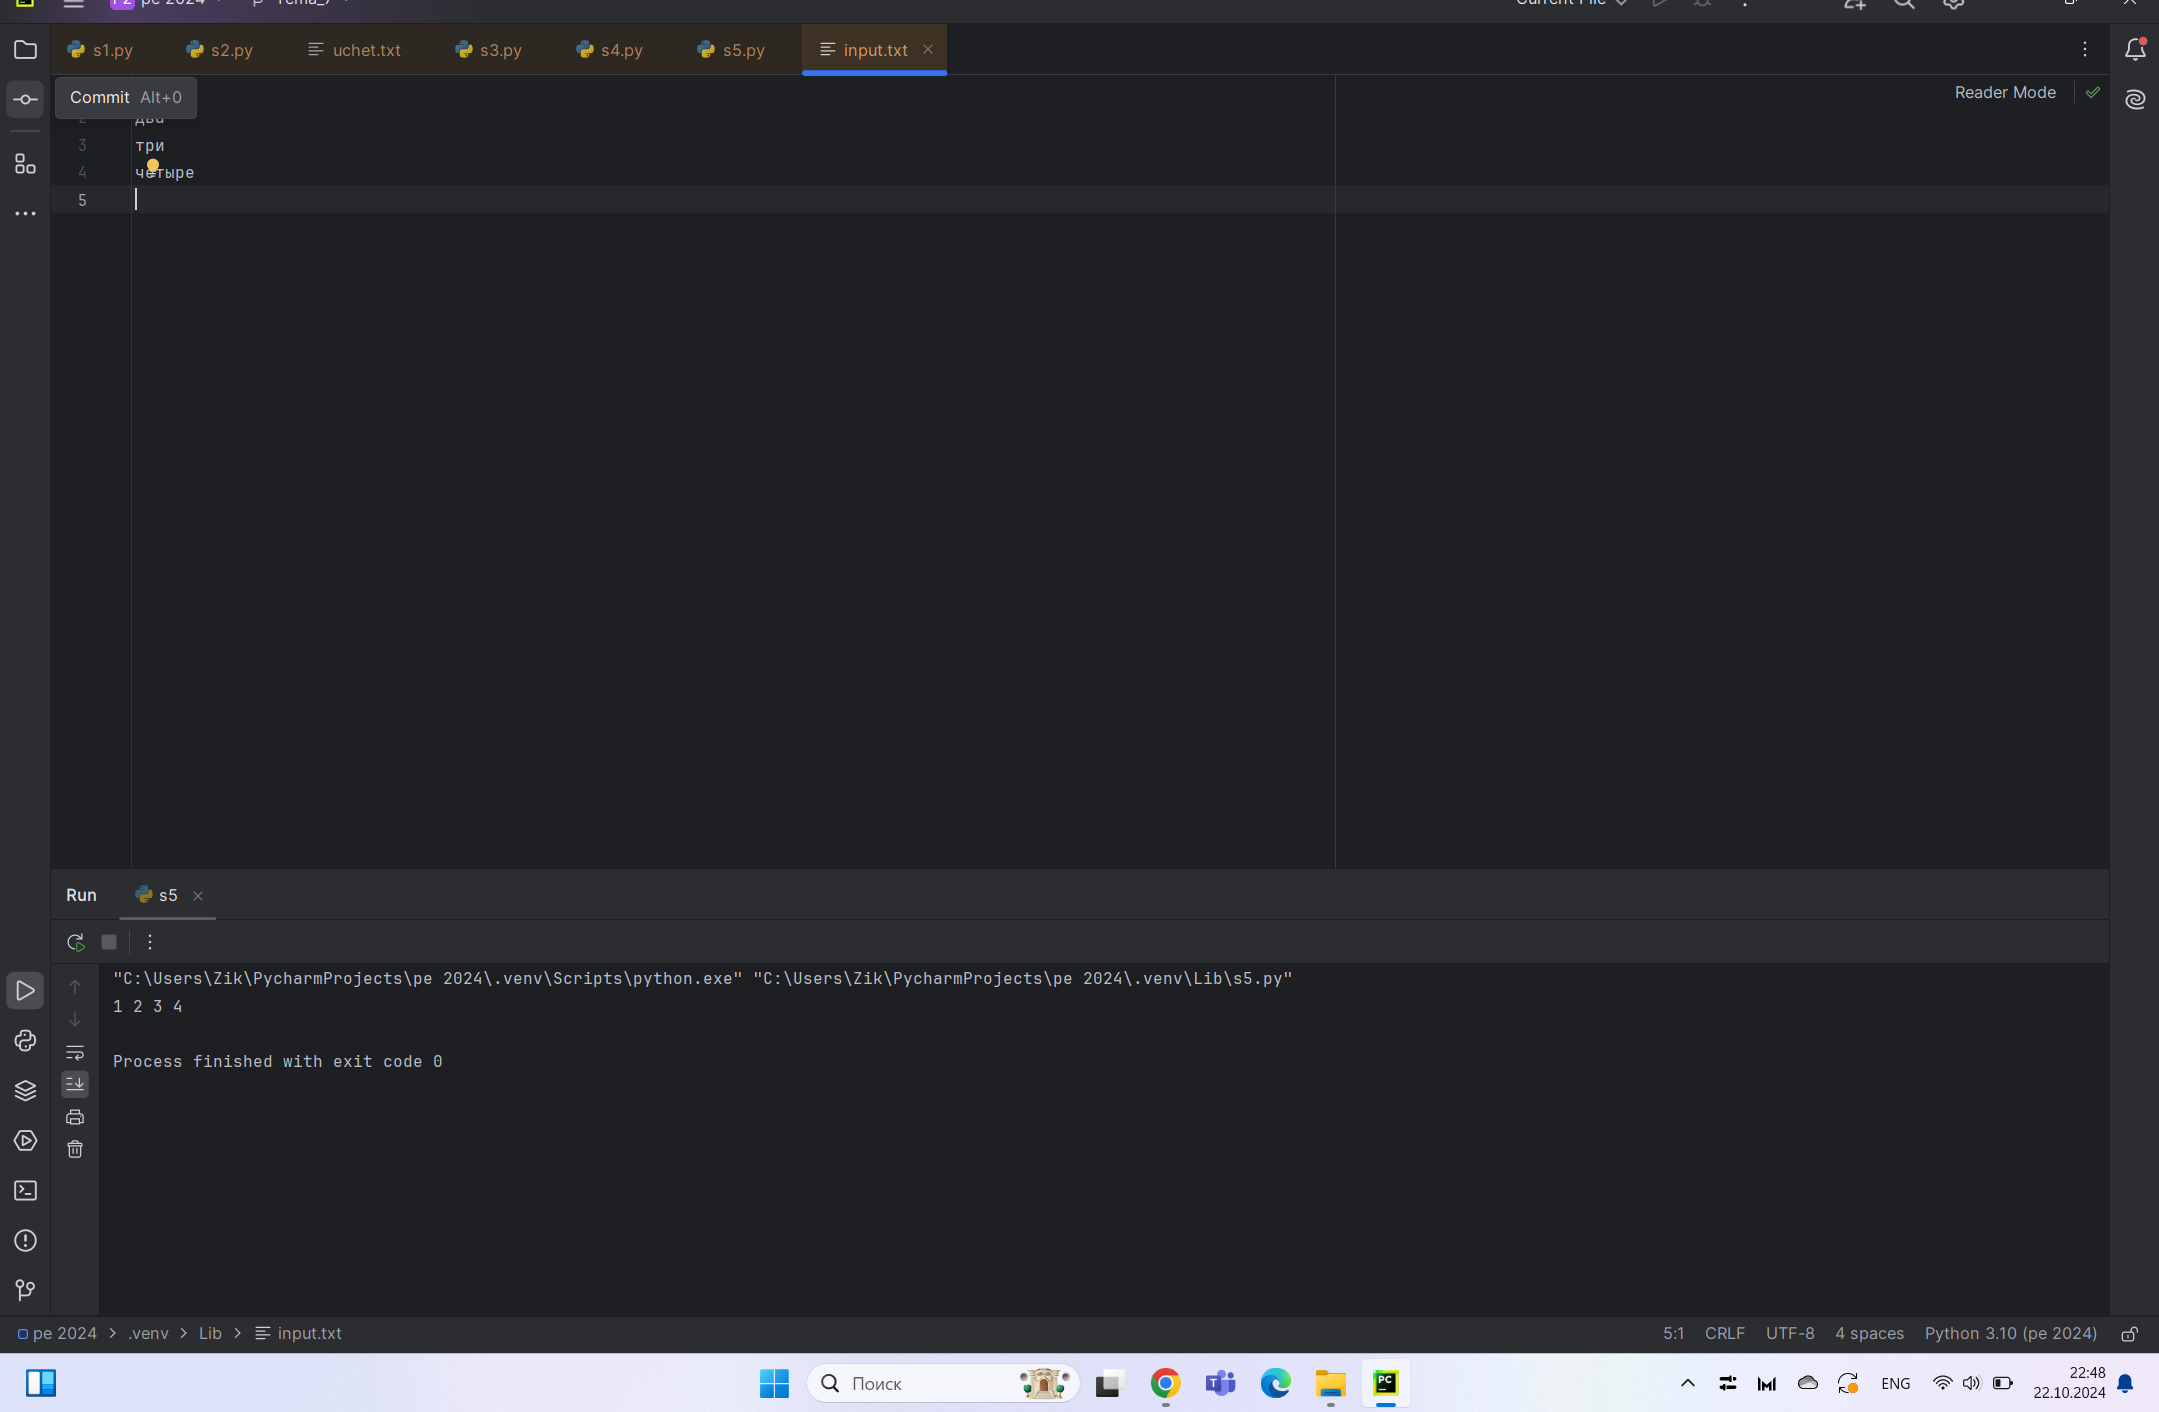 pe 2024
Tema_7
Current File
s1.py
s2.py
uchet.txt
s3.py
s4.py
s5.py
input.txt
Commit Alt+0
Reader Mode
2 два
3 три
4 четыре
5
Run
s5
"C:\Users\Zik\PycharmProjects\pe 2024\.venv\Scripts\python.exe" "C:\Users\Zik\PycharmProjects\pe 2024\.venv\Lib\s5.py"
1 2 3 4
Process finished with exit code 0
pe 2024 > .venv > Lib > input.txt
5:1 CRLF UTF-8 4 spaces Python 3.10 (pe 2024)
Поиск
PC
ENG
22:48
22.10.2024